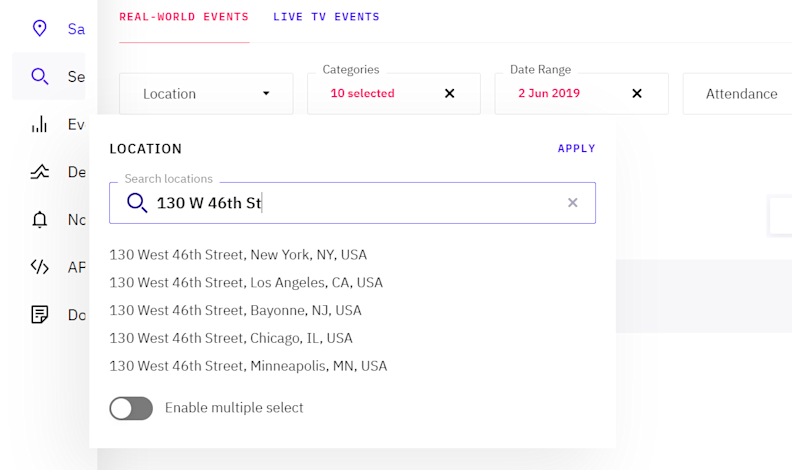 REAL-WORLD EVENTS LIVE TV EVENTS
Sa
Categories
Date Range
Se
Location
10 selected
2 Jun 2019
Attendance
Ev
LOCATION
APPLY
De
Search locations
130 W 46th St
No
130 West 46th Street, New York, NY, USA
AP
130 West 46th Street, Los Angeles, CA, USA
130 West 46th Street, Bayonne, NJ, USA
Do
130 West 46th Street, Chicago, IL, USA
130 West 46th Street, Minneapolis, MN, USA
Enable multiple select